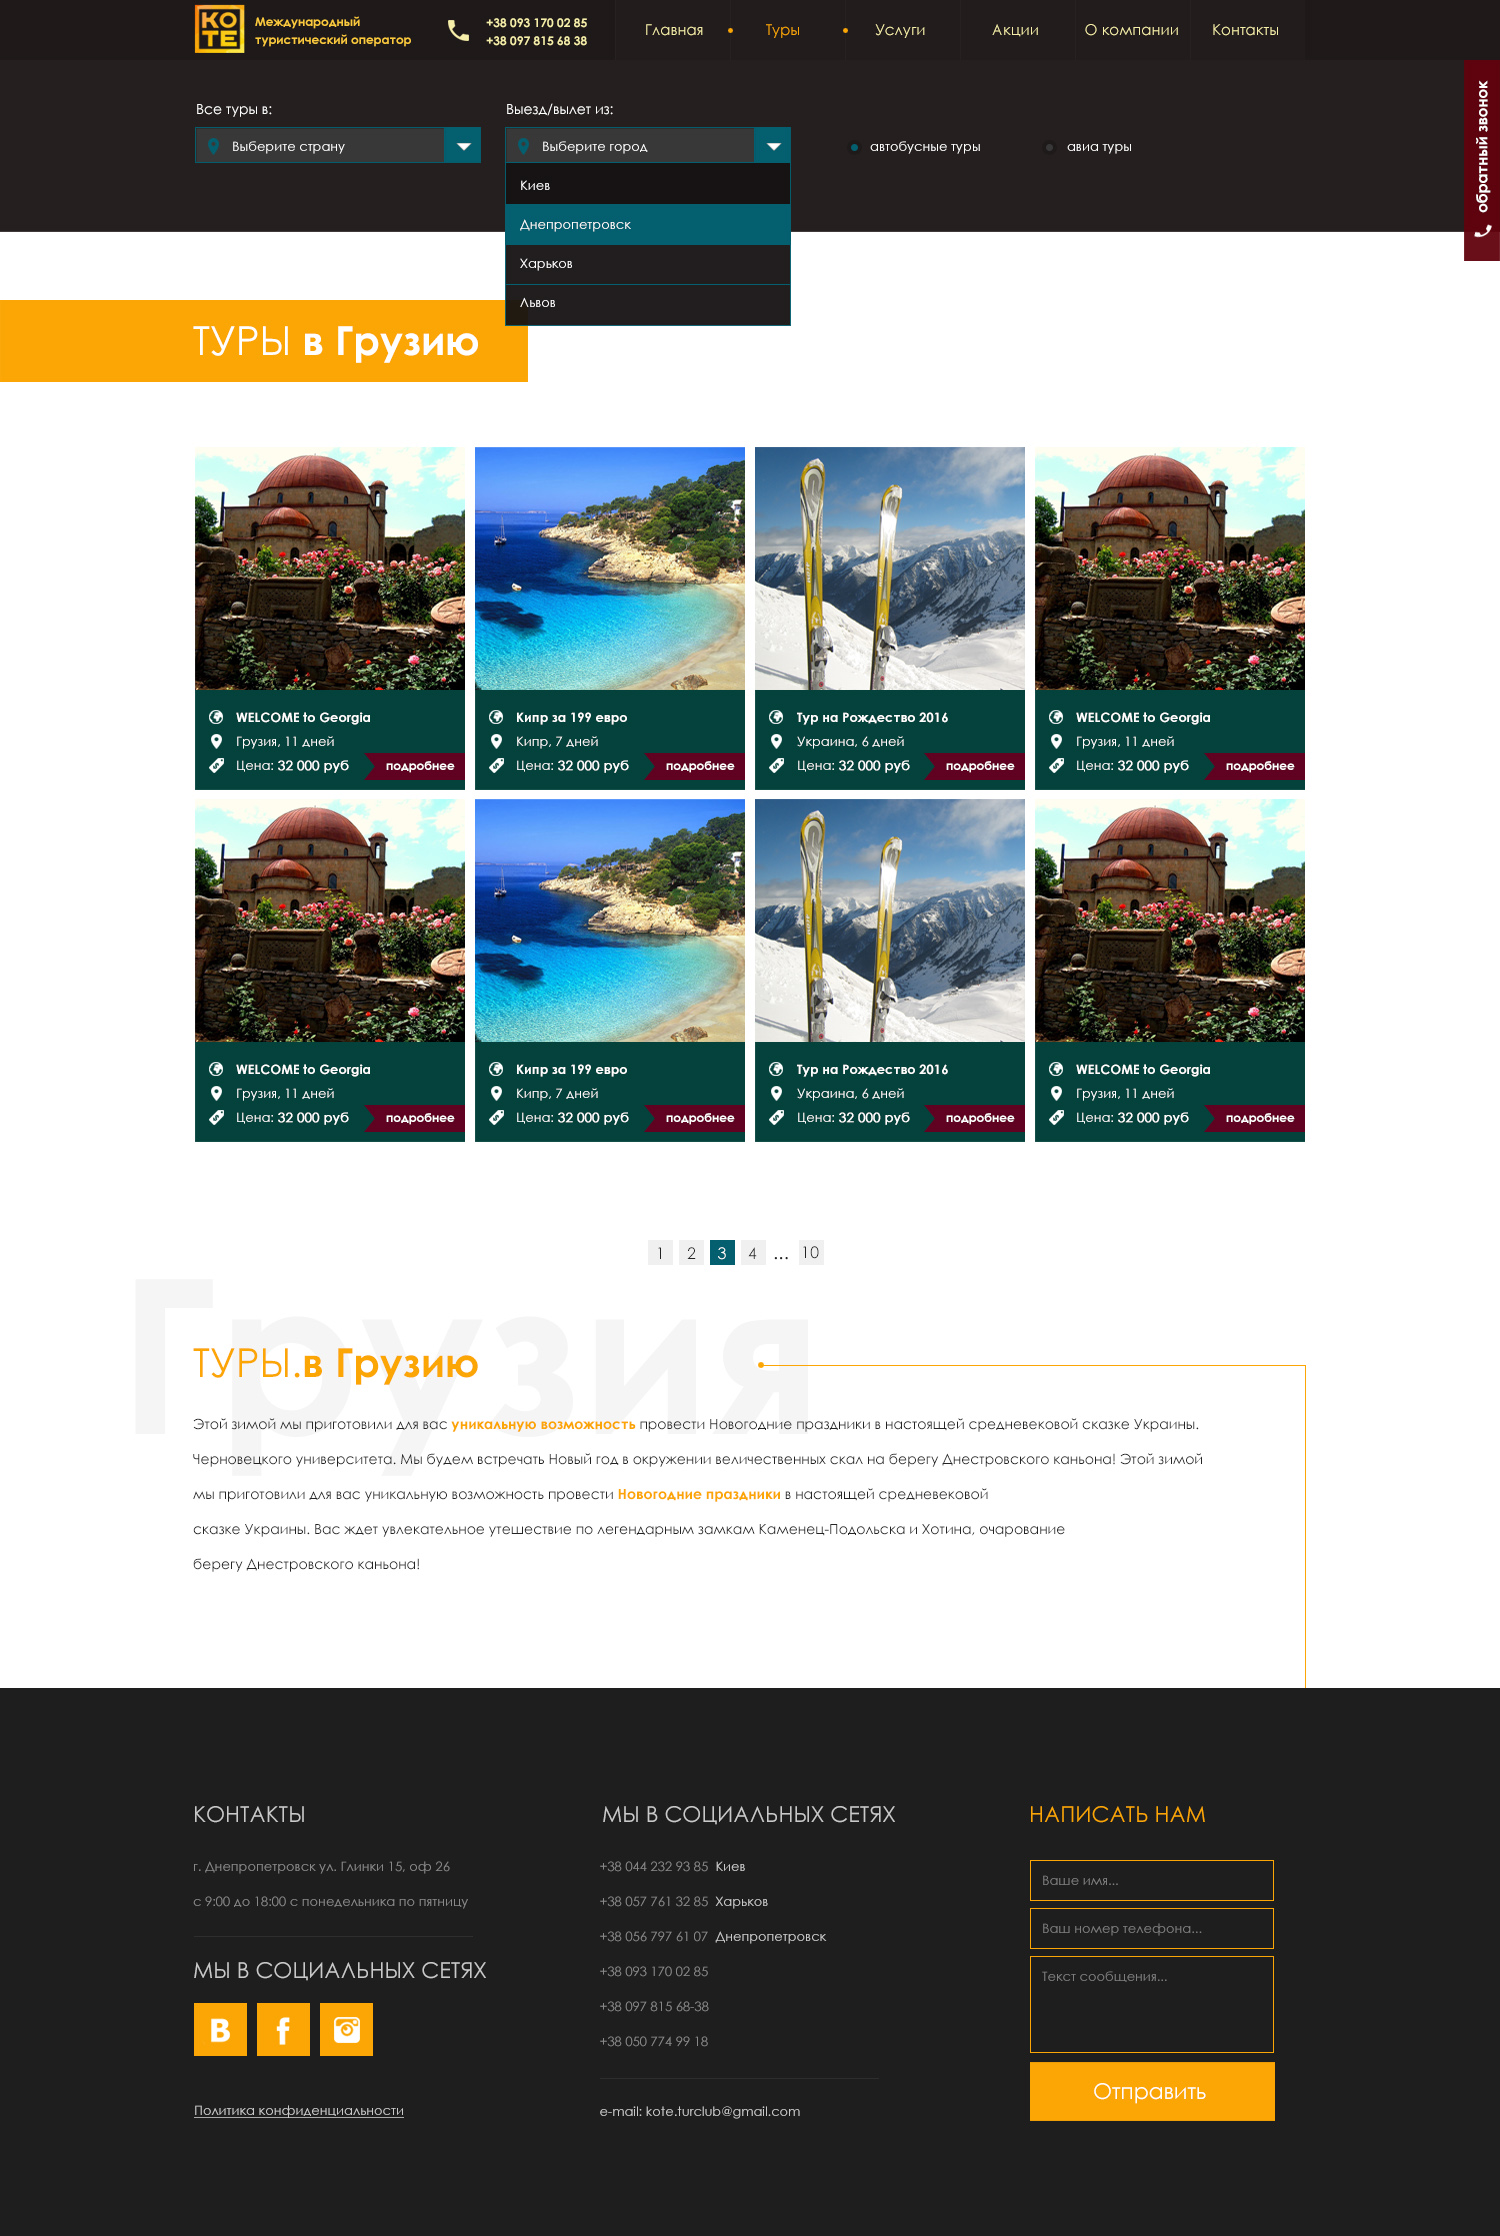 КОТЕ
Международный
туристический оператор
+38 093 170 02 85
+38 097 815 68 38
Главная
Туры
Услуги
Акции
О компании
Контакты
Все туры в:
Выезд/вылет из:
Выберите страну
Выберите город
автобусные туры
авиа туры
обратный звонок
Киев
Днепропетровск
Харьков
Львов
ТУРЫ в Грузию
WELCOME to Georgia
Грузия, 11 дней
Цена: 32 000 руб
подробнее
Кипр за 199 евро
Кипр, 7 дней
Цена: 32 000 руб
подробнее
Тур на Рождество 2016
Украина, 6 дней
Цена: 32 000 руб
подробнее
WELCOME to Georgia
Грузия, 11 дней
Цена: 32 000 руб
подробнее
WELCOME to Georgia
Грузия, 11 дней
Цена: 32 000 руб
подробнее
Кипр за 199 евро
Кипр, 7 дней
Цена: 32 000 руб
подробнее
Тур на Рождество 2016
Украина, 6 дней
Цена: 32 000 руб
подробнее
WELCOME to Georgia
Грузия, 11 дней
Цена: 32 000 руб
подробнее
1 2 3 4 ... 10
Грузия
ТУРЫ.в Грузию
Этой зимой мы приготовили для вас уникальную возможность провести Новогодние праздники в настоящей средневековой сказке Украины.
Черновецкого университета. Мы будем встречать Новый год в окружении величественных скал на берегу Днестровского каньона! Этой зимой
мы приготовили для вас уникальную возможность провести Новогодние праздники в настоящей средневековой
сказке Украины. Вас ждет увлекательное утешествие по легендарным замкам Каменец-Подольска и Хотина, очарование
берегу Днестровского каньона!
КОНТАКТЫ
г. Днепропетровск ул. Глинки 15, оф 26
с 9:00 до 18:00 с понедельника по пятницу
МЫ В СОЦИАЛЬНЫХ СЕТЯХ
В f
Политика конфиденциальности
МЫ В СОЦИАЛЬНЫХ СЕТЯХ
+38 044 232 93 85 Киев
+38 057 761 32 85 Харьков
+38 056 797 61 07 Днепропетровск
+38 093 170 02 85
+38 097 815 68-38
+38 050 774 99 18
e-mail: kote.turclub@gmail.com
НАПИСАТЬ НАМ
Ваше имя...
Ваш номер телефона...
Текст сообщения...
Отправить